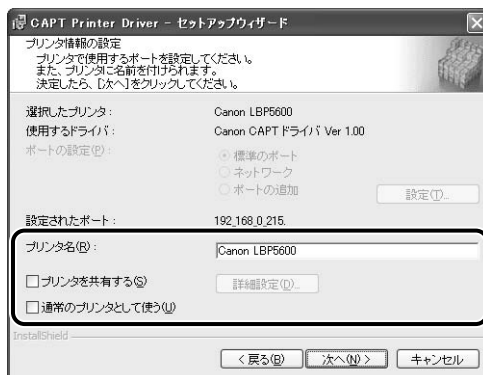 CAPT Printer Driver - セットアップウィザード
プリンタ情報の設定
プリンタで使用するポートを設定してください。
また、プリンタに名前を付けられます。
決定したら、[次へ]をクリックしてください。
選択したプリンタ: Canon LBP5600
使用するドライバ: Canon CAPT ドライバ Ver 1.00
ポートの設定(P): 標準のポート
ネットワーク
ポートの追加 設定(T)...
設定されたポート: 192_168_0_215.
プリンタ名(R): Canon LBP5600
プリンタを共有する(S) 詳細設定(D)...
通常のプリンタとして使う(U)
InstallShield
< 戻る(B) 次へ(N) > キャンセル